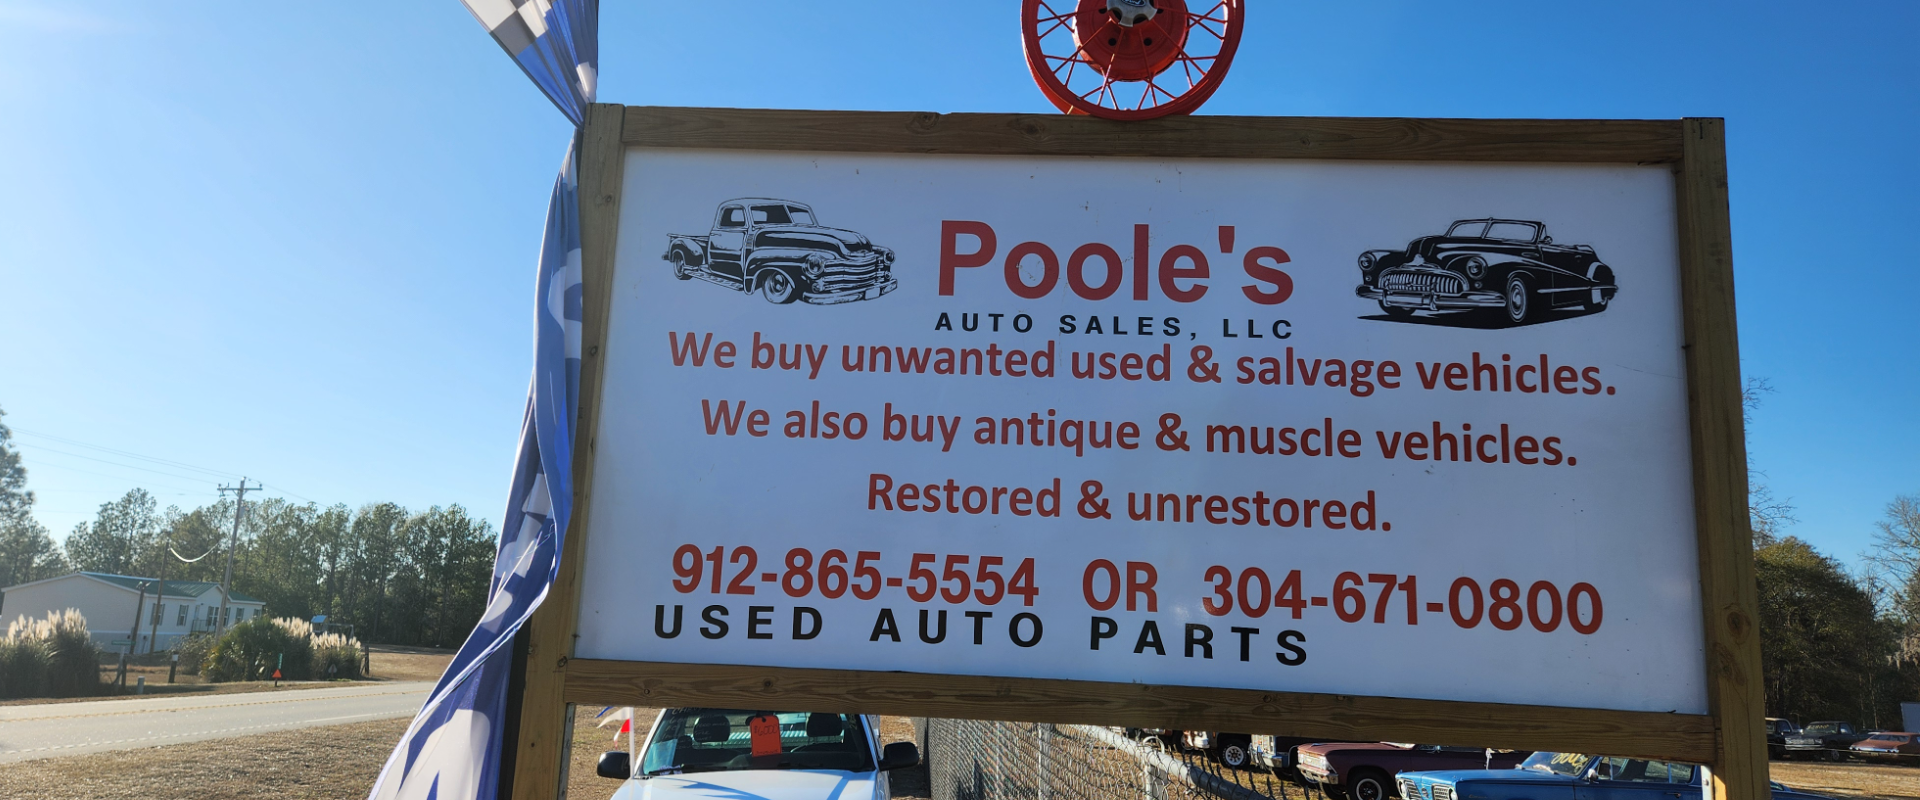 Poole's
AUTO SALES, LLC
We buy unwanted used & salvage vehicles.
We also buy antique & muscle vehicles.
Restored & unrestored.
912-865-5554 OR 304-671-0800
USED AUTO PARTS